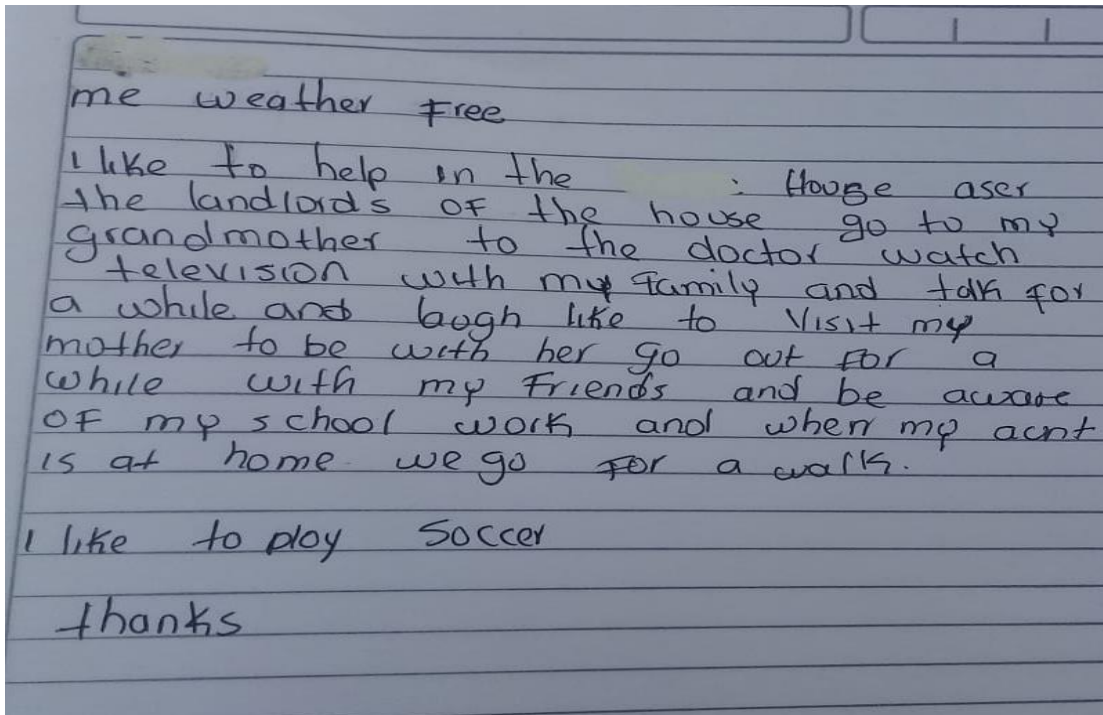 me weather Free
I like to help in the : House aser
the landlords OF the house go to my
grandmother to the doctor watch
television with my Family and talk for
a while and laogh like to Visit my
mother to be with her go out for a
while with my Friends and be aware
OF my school work and when my acnt
is at home. we go For a walk.
I like to ploy Soccer
thanks